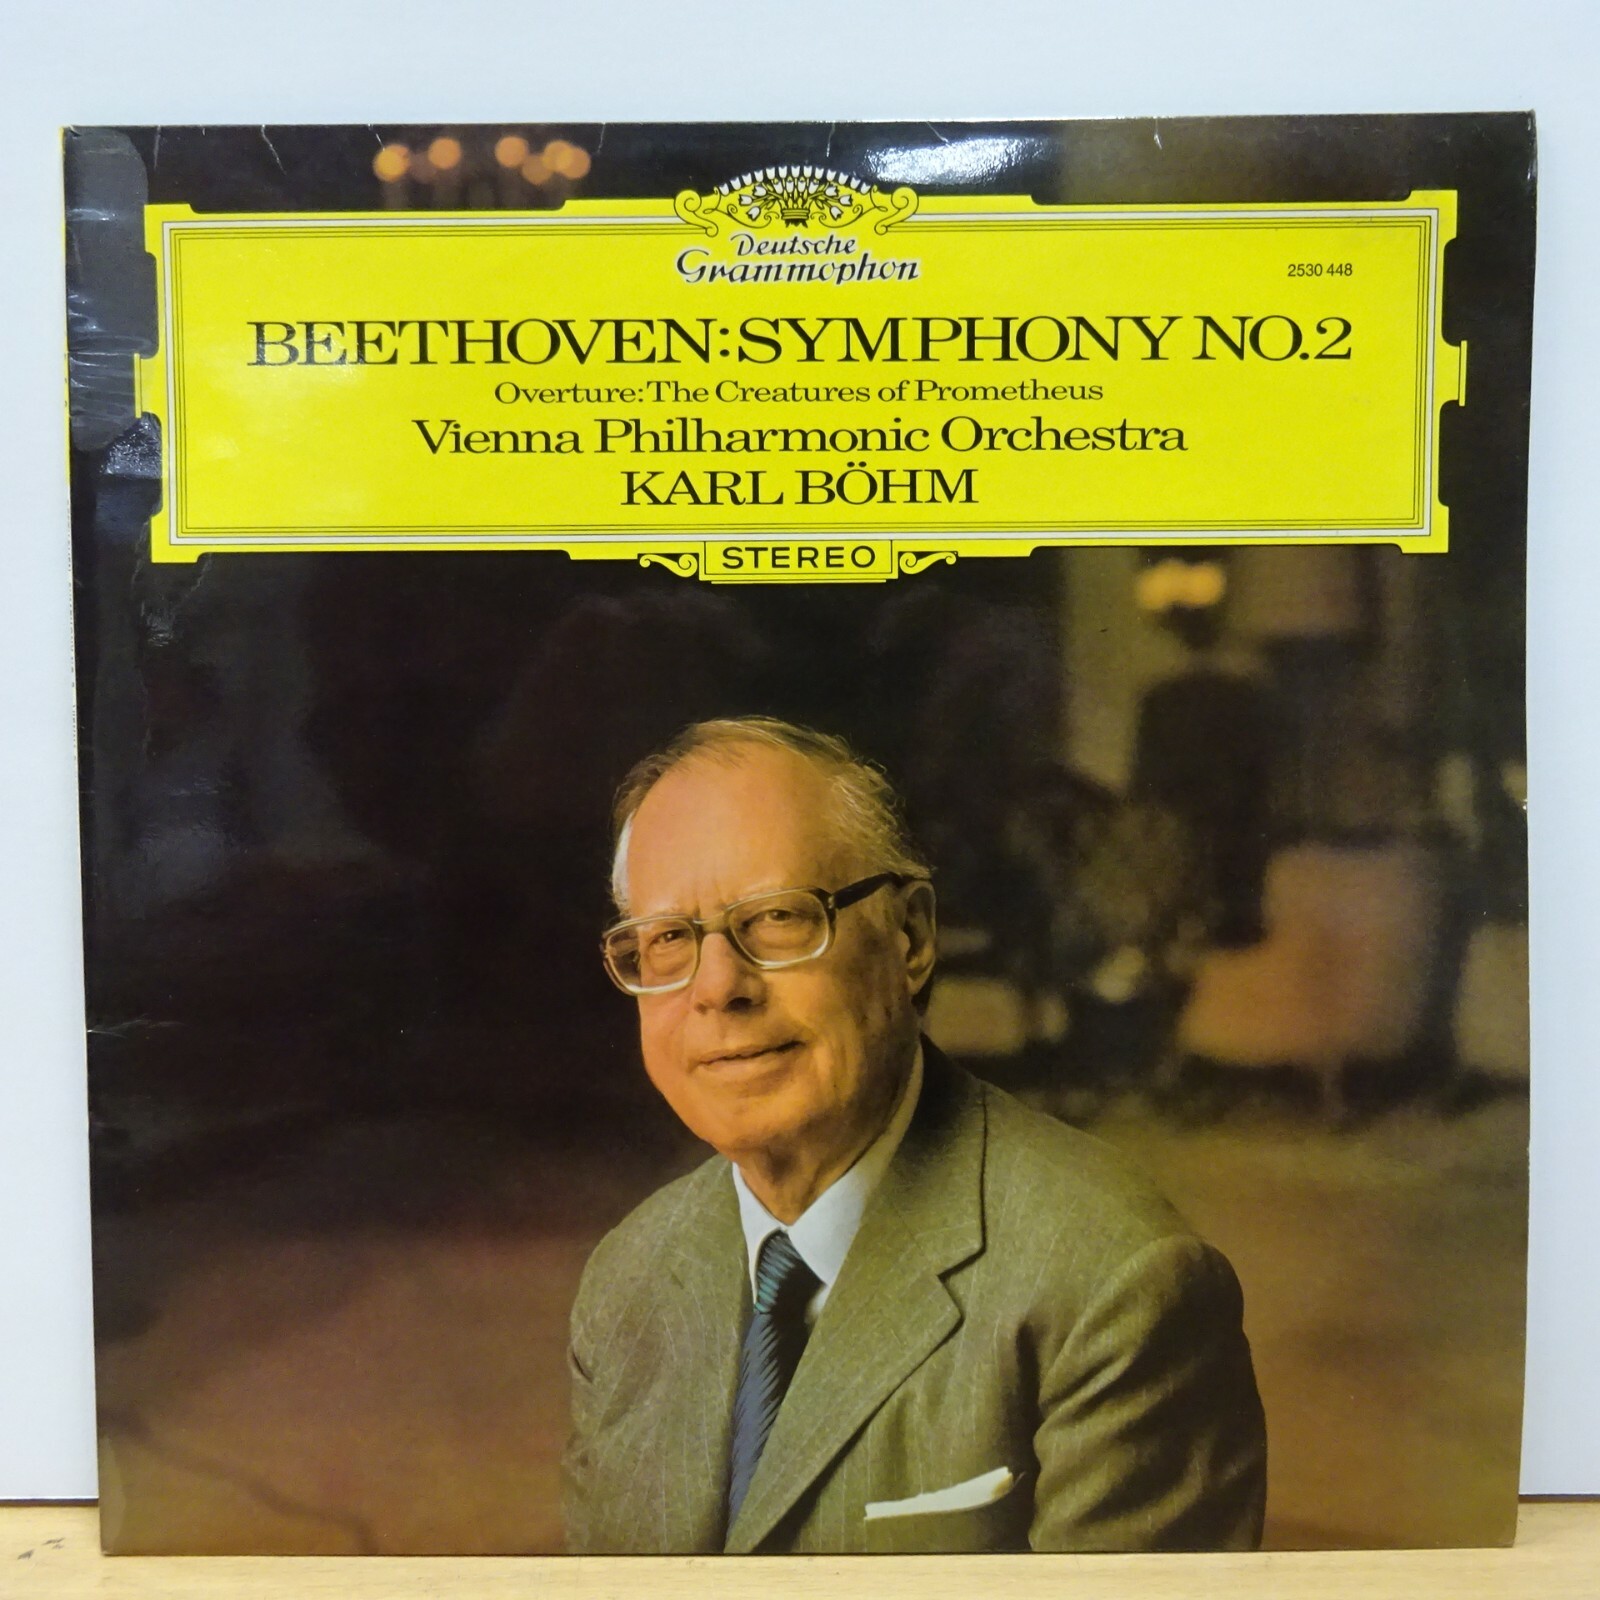 Deutsche
Grammophon
2530 448
BEETHOVEN: SYMPHONY NO.2
Overture: The Creatures of Prometheus
Vienna Philharmonic Orchestra
KARL BÖHM
STEREO